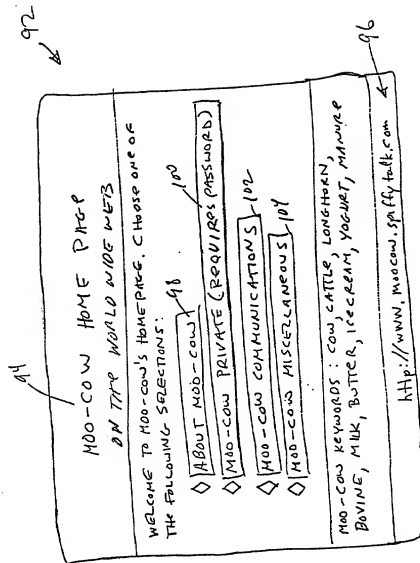 92
94
MOO-COW HOME PAGE
ON THE WORLD WIDE WEB
WELCOME TO MOO-COW'S HOMEPAGE. CHOOSE ONE OF
THE FOLLOWING SELECTIONS:
◇ ABOUT MOO-COW 98
◇ MOO-COW PRIVATE (REQUIRES PASSWORD) 100
◇ MOO-COW COMMUNICATIONS 102
◇ MOO-COW MISCELLANEOUS 104
MOO-COW KEYWORDS: COW, CATTLE, LONGHORN,
BOVINE, MILK, BUTTER, ICECREAM, YOGURT, MANURE
http://www.moocow.spiffytalk.com
96